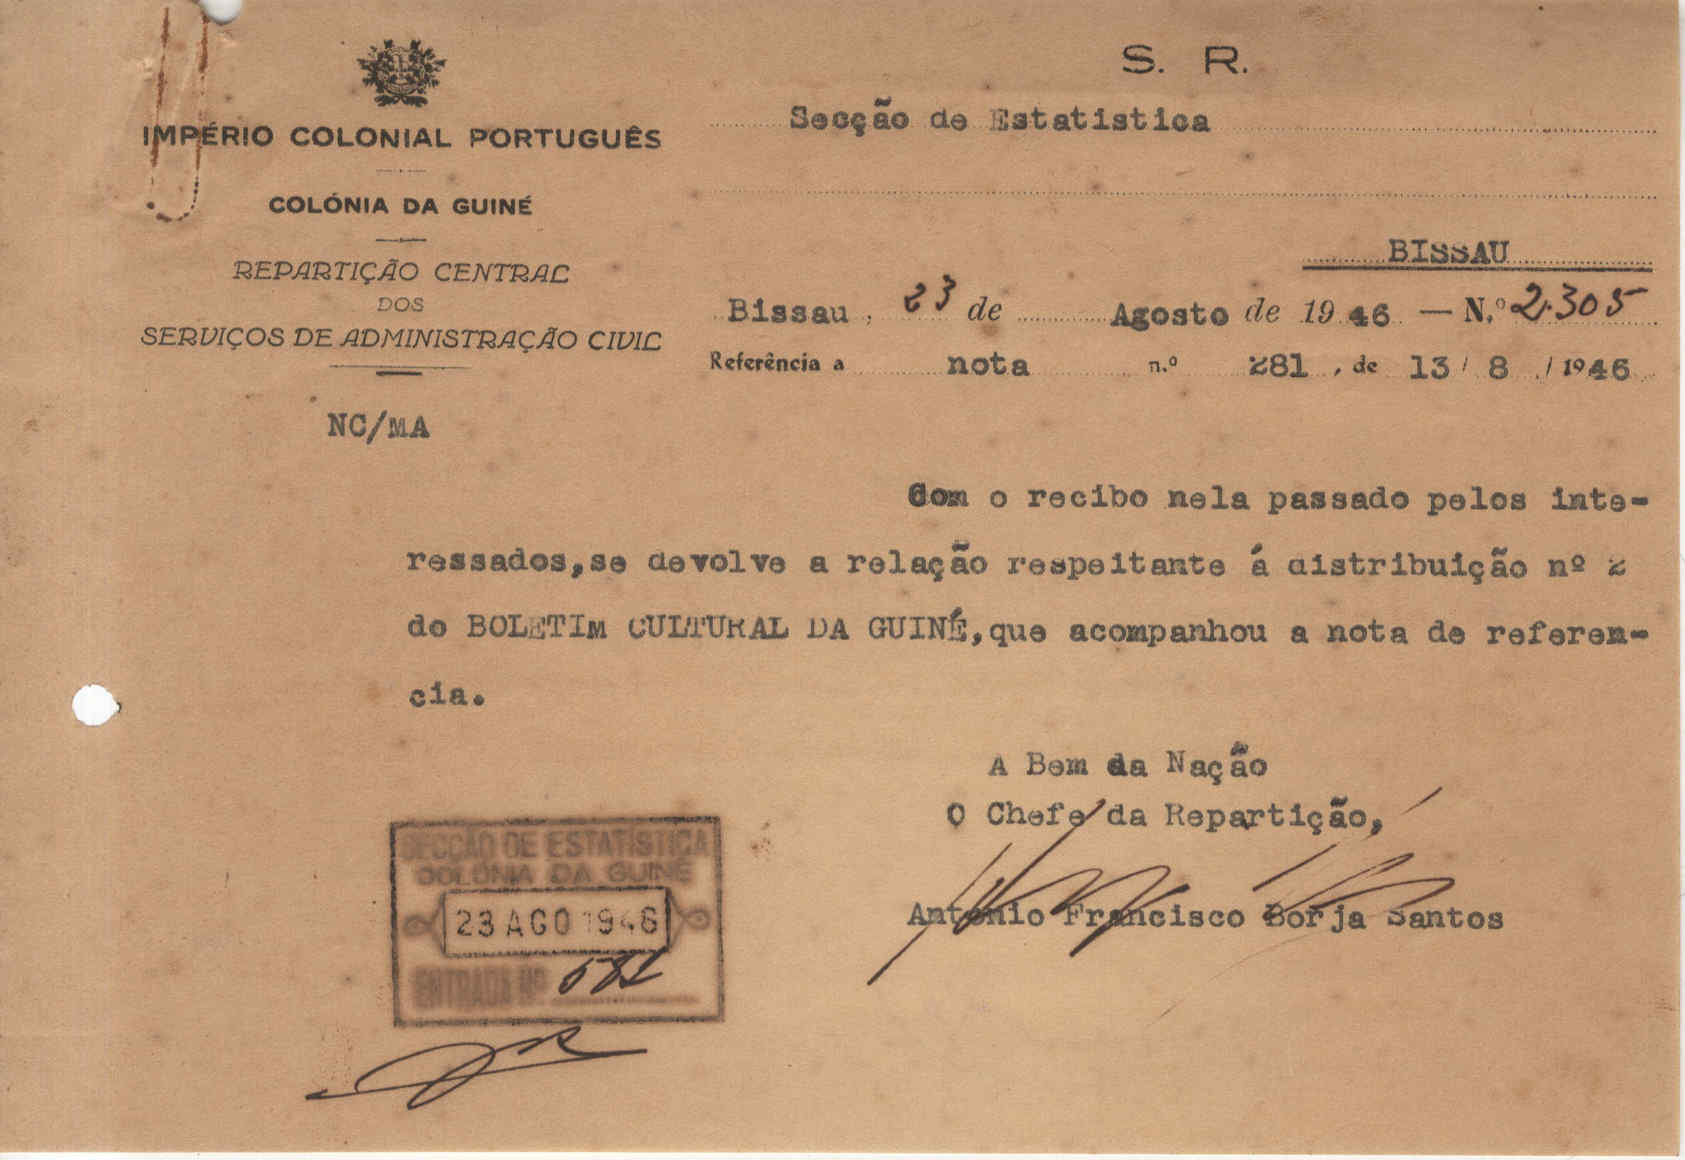 IMPÉRIO COLONIAL PORTUGUÊS
COLÓNIA DA GUINÉ
REPARTIÇÃO CENTRAL
DOS
SERVIÇOS DE ADMINISTRAÇÃO CIVIL
NC/MA
S. R.
Secção de Estatistica
BISSAU
Bissau, 23 de Agosto de 1946 — N.º 2.305
Referência a nota n.º 281, de 13/8/1946
Com o recibo nela passado pelos inte-
ressados,se devolve a relação respeitante á distribuição nº 2
do BOLETIM CULTURAL DA GUINÉ,que acompanhou a nota de referen-
cia.
A Bem da Nação
O Chefe da Repartição,
António Francisco Borja Santos
SECÇÃO DE ESTATÍSTICA
COLÓNIA DA GUINÉ
23 AGO 1946
ENTRADA Nº